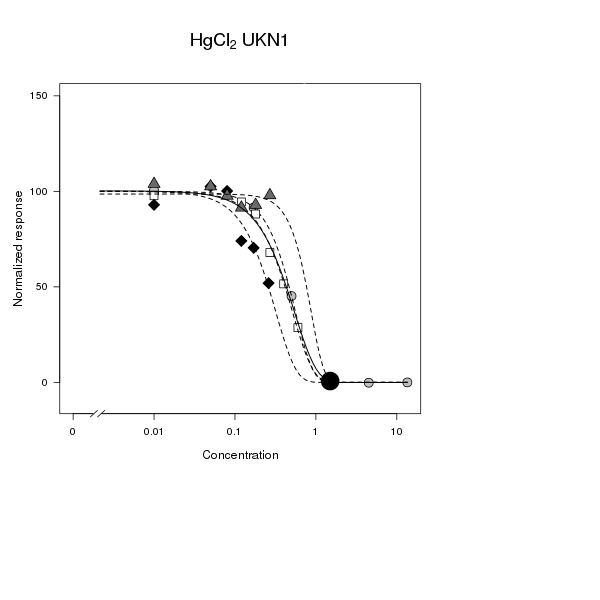 HgCl₂ UKN1
150
100
50
0
Normalized response
0 0.01 0.1 1 10
Concentration